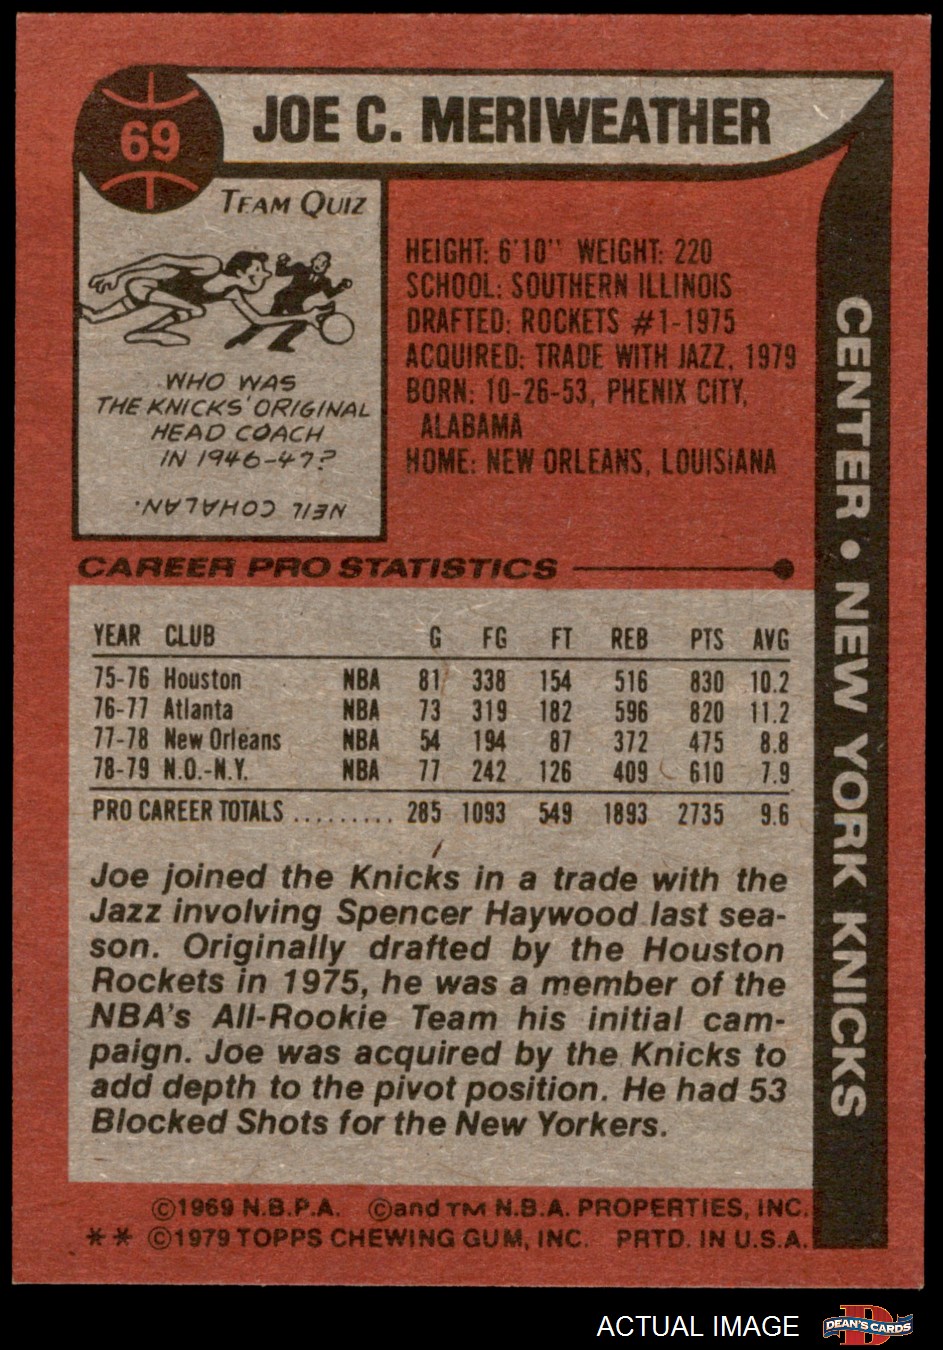 69
JOE C. MERIWEATHER
TEAM QUIZ
WHO WAS
THE KNICKS' ORIGINAL
HEAD COACH
IN 1946-47?
NEIL COHALAN.
HEIGHT: 6'10" WEIGHT: 220
SCHOOL: SOUTHERN ILLINOIS
DRAFTED: ROCKETS #1-1975
ACQUIRED: TRADE WITH JAZZ, 1979
BORN: 10-26-53, PHENIX CITY,
ALABAMA
HOME: NEW ORLEANS, LOUISIANA
CENTER • NEW YORK KNICKS
CAREER PRO STATISTICS
YEAR CLUB G FG FT REB PTS AVG
75-76 Houston NBA 81 338 154 516 830 10.2
76-77 Atlanta NBA 73 319 182 596 820 11.2
77-78 New Orleans NBA 54 194 87 372 475 8.8
78-79 N.O.-N.Y. NBA 77 242 126 409 610 7.9
PRO CAREER TOTALS ......... 285 1093 549 1893 2735 9.6
Joe joined the Knicks in a trade with the
Jazz involving Spencer Haywood last sea-
son. Originally drafted by the Houston
Rockets in 1975, he was a member of the
NBA's All-Rookie Team his initial cam-
paign. Joe was acquired by the Knicks to
add depth to the pivot position. He had 53
Blocked Shots for the New Yorkers.
©1969 N.B.P.A. ©and TM N.B.A. PROPERTIES, INC.
** ©1979 TOPPS CHEWING GUM, INC. PRTD. IN U.S.A.
ACTUAL IMAGE
D
DEAN'S CARDS